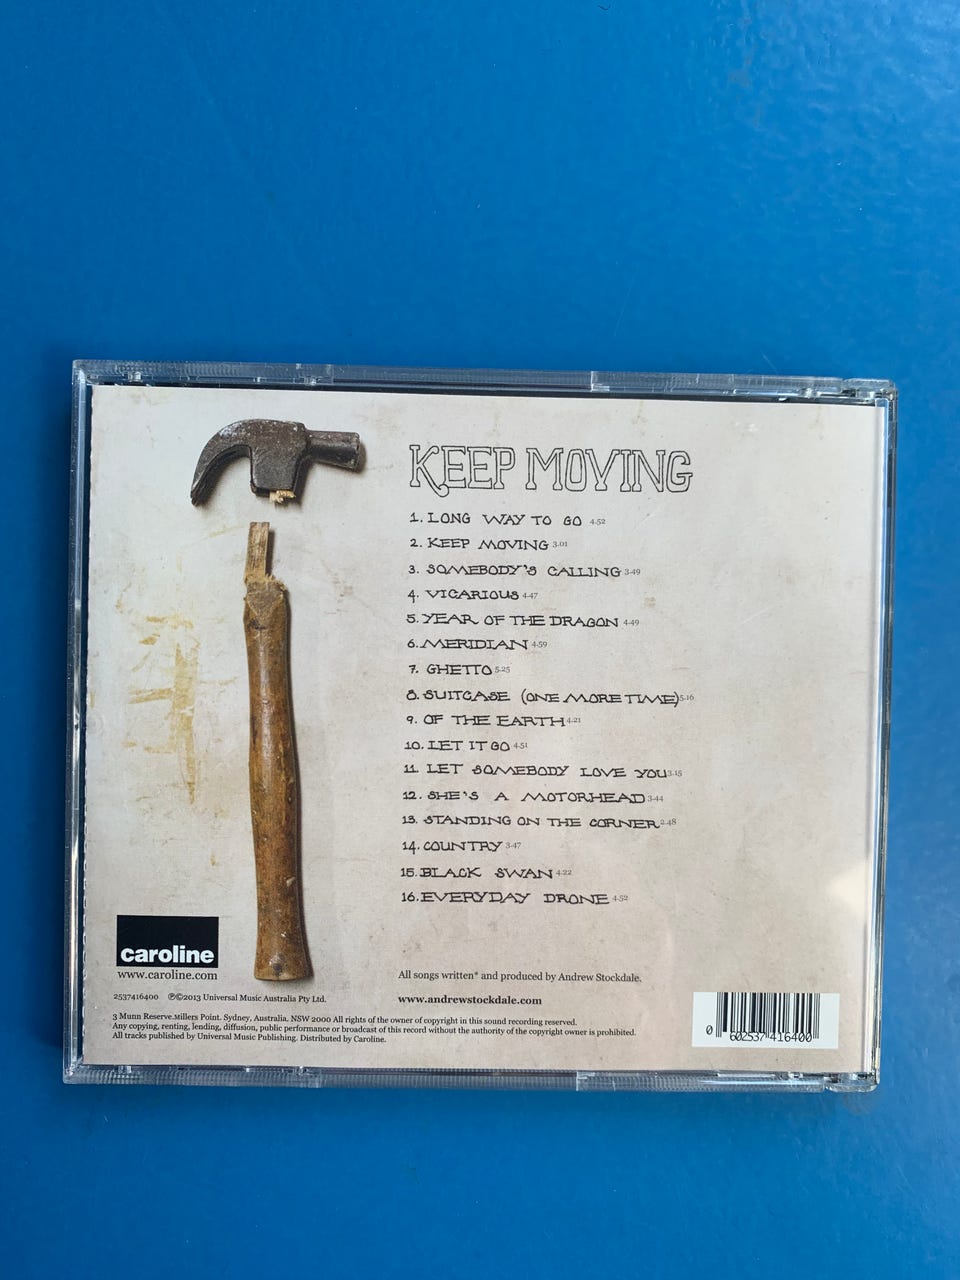 KEEP MOVING
1. LONG WAY TO GO 4.52
2. KEEP MOVING 3.01
3. SOMEBODY'S CALLING 3.49
4. VICARIOUS 4.47
5. YEAR OF THE DRAGON 4.49
6. MERIDIAN 4.59
7. GHETTO 5.25
8. SUITCASE (ONE MORE TIME) 5.16
9. OF THE EARTH 4.21
10. LET IT GO 4.51
11. LET SOMEBODY LOVE YOU 3.15
12. SHE'S A MOTORHEAD 3.44
13. STANDING ON THE CORNER 2.48
14. COUNTRY 3.47
15. BLACK SWAN 4.22
16. EVERYDAY DRONE 4.52
caroline
www.caroline.com
All songs written* and produced by Andrew Stockdale.
www.andrewstockdale.com
2537416400 ℗©2013 Universal Music Australia Pty Ltd.
3 Munn Reserve.stillers Point. Sydney, Australia. NSW 2000 All rights of the owner of copyright in this sound recording reserved.
Any copying, renting, lending, diffusion, public performance or broadcast of this record without the authority of the copyright owner is prohibited.
All tracks published by Universal Music Publishing. Distributed by Caroline.
0 602537 416400